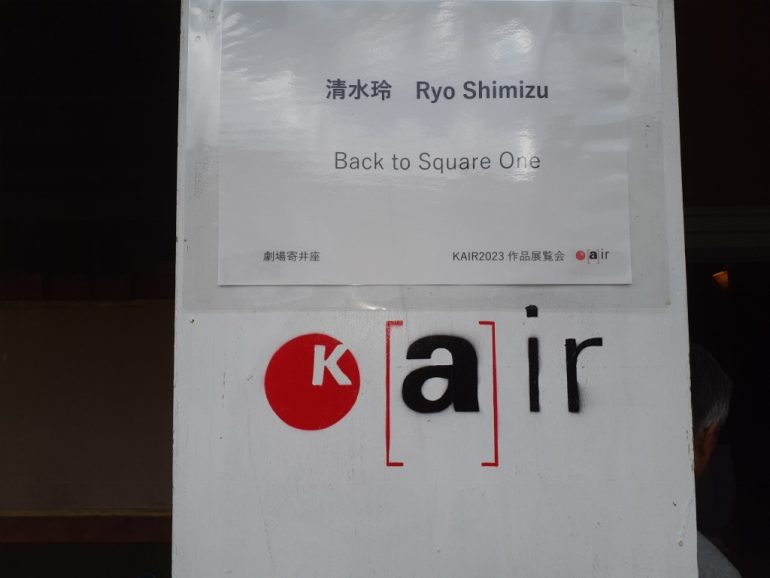 清水玲 Ryo Shimizu
Back to Square One
劇場寄井座 KAIR2023 作品展覧会 [a]ir
K[a]ir